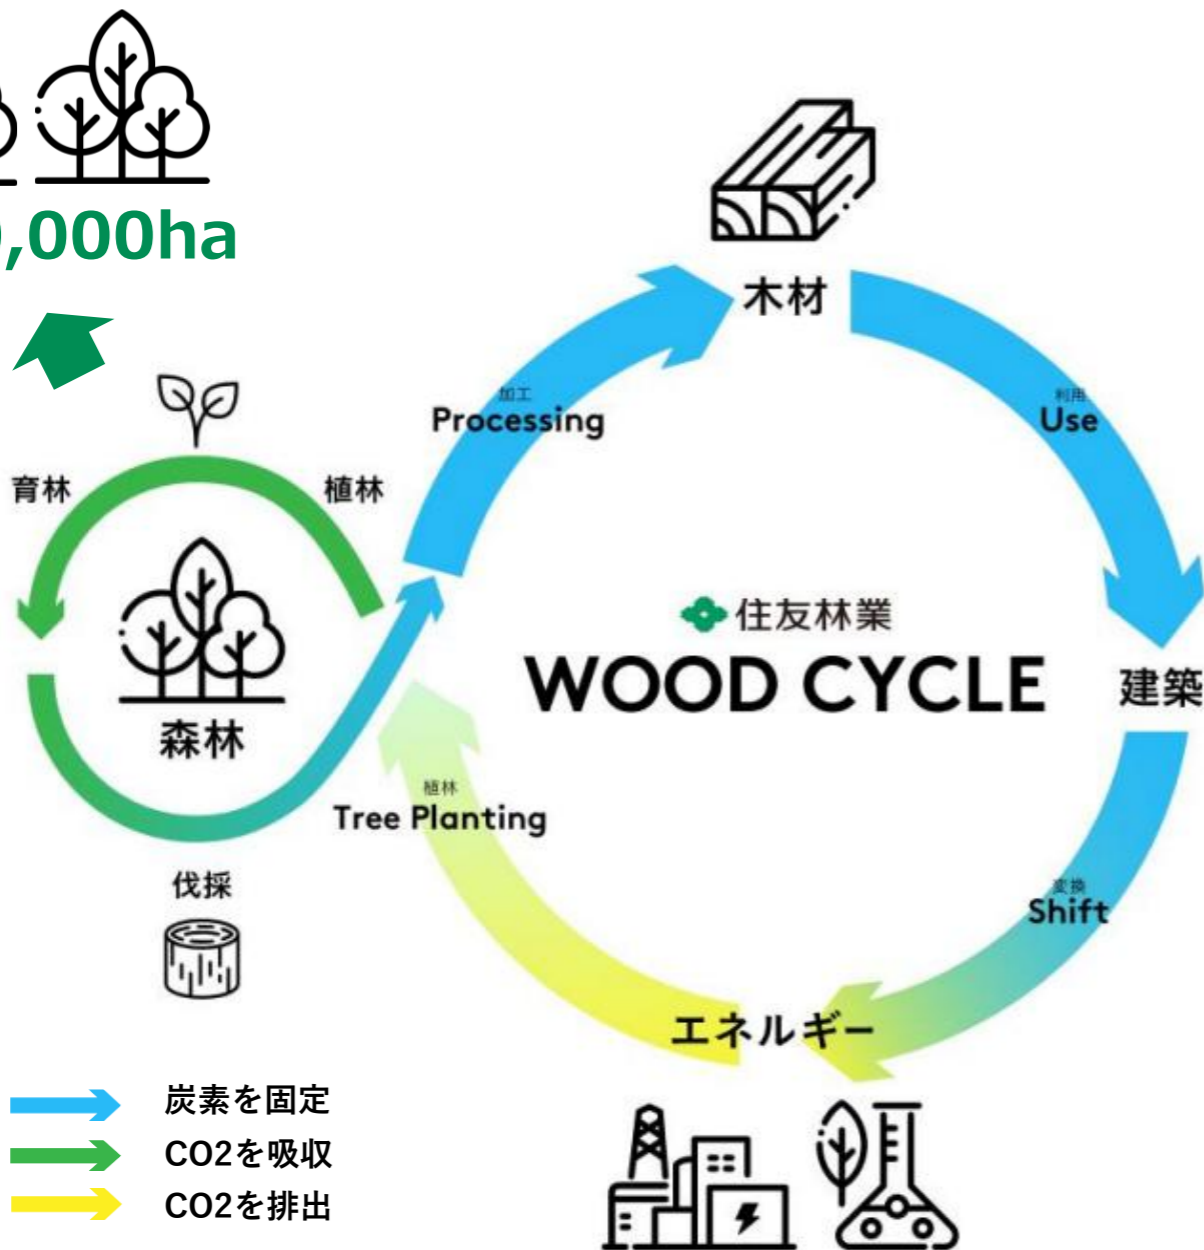 ,000ha
木材
加工
Processing
利用
Use
育林
植林
住友林業
WOOD CYCLE
森林
建築
植林
Tree Planting
伐採
変換
Shift
エネルギー
炭素を固定
CO2を吸収
CO2を排出